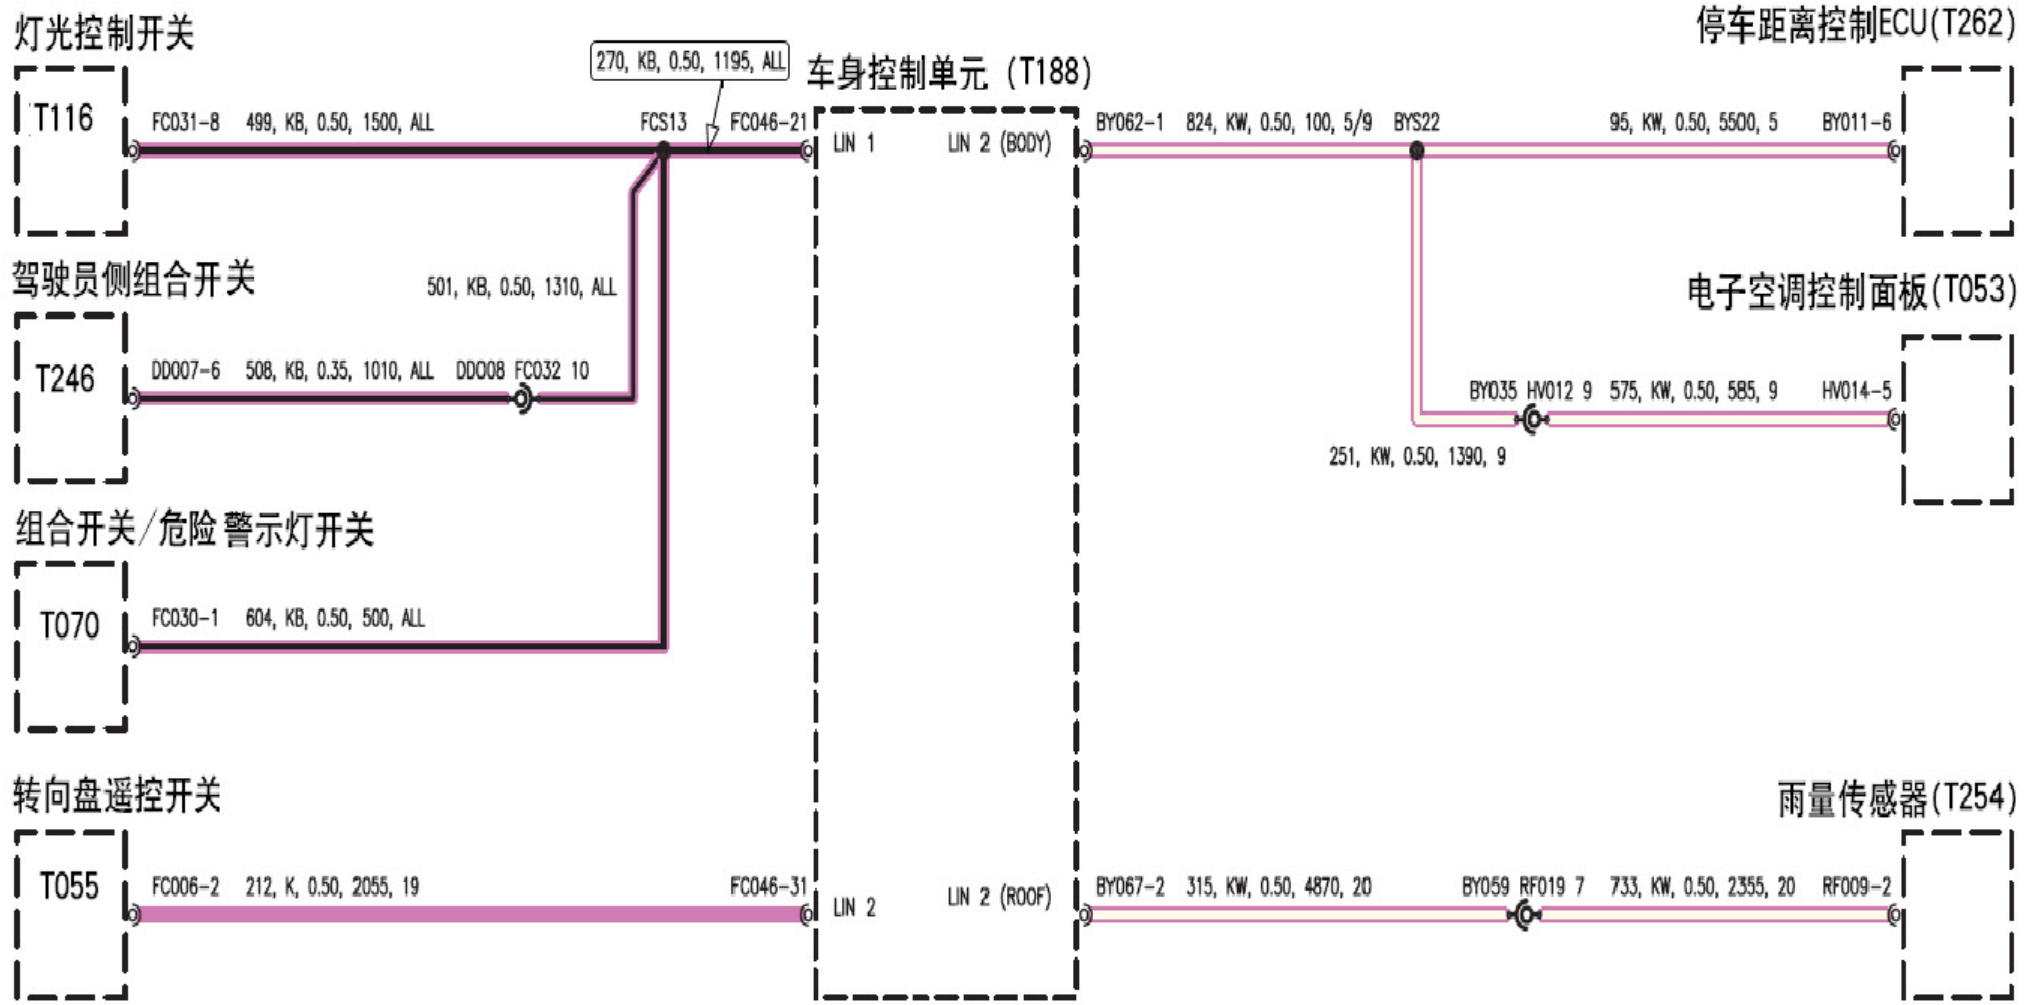 灯光控制开关
T116
FC031-8 499, KB, 0.50, 1500, ALL
FCS13
270, KB, 0.50, 1195, ALL
FC046-21
车身控制单元 (T188)
LIN 1
LIN 2 (BODY)
BY062-1 824, KW, 0.50, 100, 5/9
BYS22
95, KW, 0.50, 5500, 5
BY011-6
停车距离控制ECU(T262)
驾驶员侧组合开关
T246
501, KB, 0.50, 1310, ALL
DD007-6 508, KB, 0.35, 1010, ALL
DD008 FC032 10
电子空调控制面板(T053)
BY035 HV012 9
575, KW, 0.50, 585, 9
HV014-5
251, KW, 0.50, 1390, 9
组合开关/危险警示灯开关
T070
FC030-1 604, KB, 0.50, 500, ALL
转向盘遥控开关
T055
FC006-2 212, K, 0.50, 2055, 19
FC046-31
LIN 2
LIN 2 (ROOF)
BY067-2 315, KW, 0.50, 4870, 20
BY059 RF019 7
733, KW, 0.50, 2355, 20
RF009-2
雨量传感器(T254)